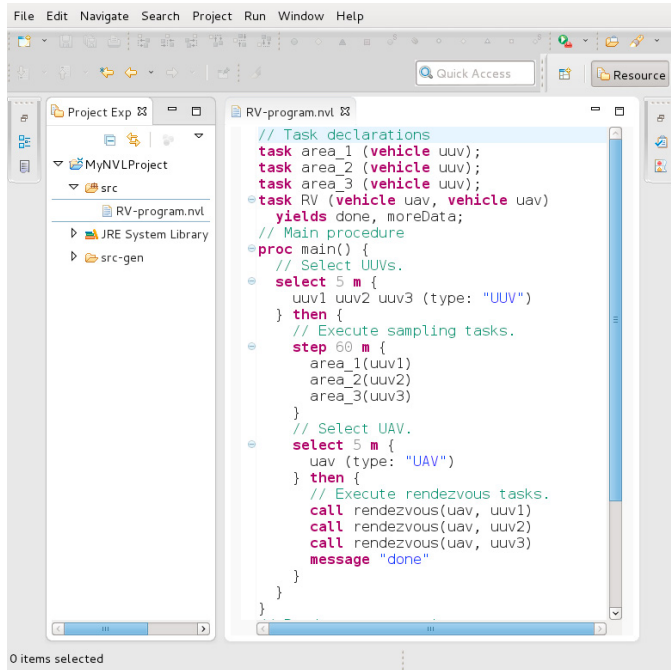 File Edit Navigate Search Project Run Window Help
Quick Access
Resource
Project Exp
RV-program.nvl
MyNVLProject
src
RV-program.nvl
JRE System Library
src-gen
// Task declarations
task area_1 (vehicle uuv);
task area_2 (vehicle uuv);
task area_3 (vehicle uuv);
task RV (vehicle uav, vehicle uav)
yields done, moreData;
// Main procedure
proc main() {
// Select UUVs.
select 5 m {
uuv1 uuv2 uuv3 (type: "UUV")
} then {
// Execute sampling tasks.
step 60 m {
area_1(uuv1)
area_2(uuv2)
area_3(uuv3)
}
// Select UAV.
select 5 m {
uav (type: "UAV")
} then {
// Execute rendezvous tasks.
call rendezvous(uav, uuv1)
call rendezvous(uav, uuv2)
call rendezvous(uav, uuv3)
message "done"
}
}
}
0 items selected